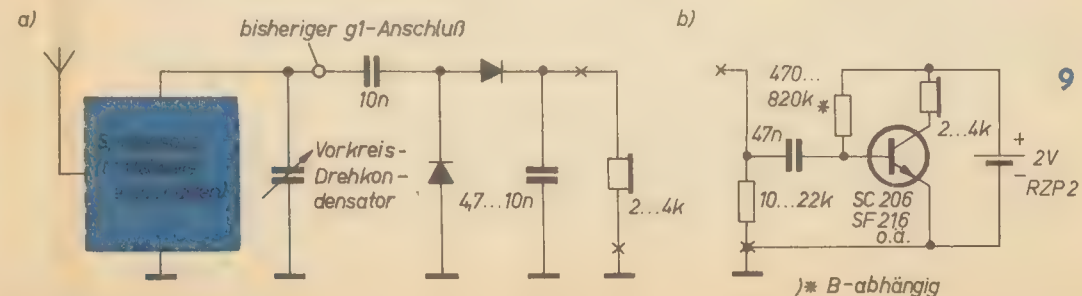 a)
bisheriger g1-Anschluß
10n
Vorkreis-
Drehkon-
densator
4,7...10n
2...4k
b)
470...
820k *
47n
10...22k
SC 206
SF 216
o.ä.
2...4k
+
2V
−
RZP 2
)* B-abhängig
9